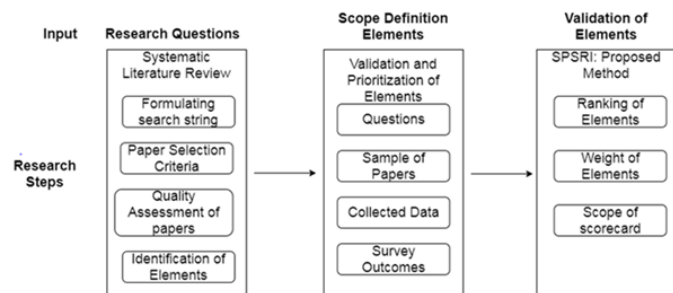 Input
Research Questions
Scope Definition
Elements
Validation of
Elements
Research
Steps
Systematic
Literature Review
Formulating
search string
Paper Selection
Criteria
Quality
Assessment of
papers
Identification of
Elements
Validation and
Prioritization of
Elements
Questions
Sample of
Papers
Collected Data
Survey
Outcomes
SPSRI: Proposed
Method
Ranking of
Elements
Weight of
Elements
Scope of
scorecard